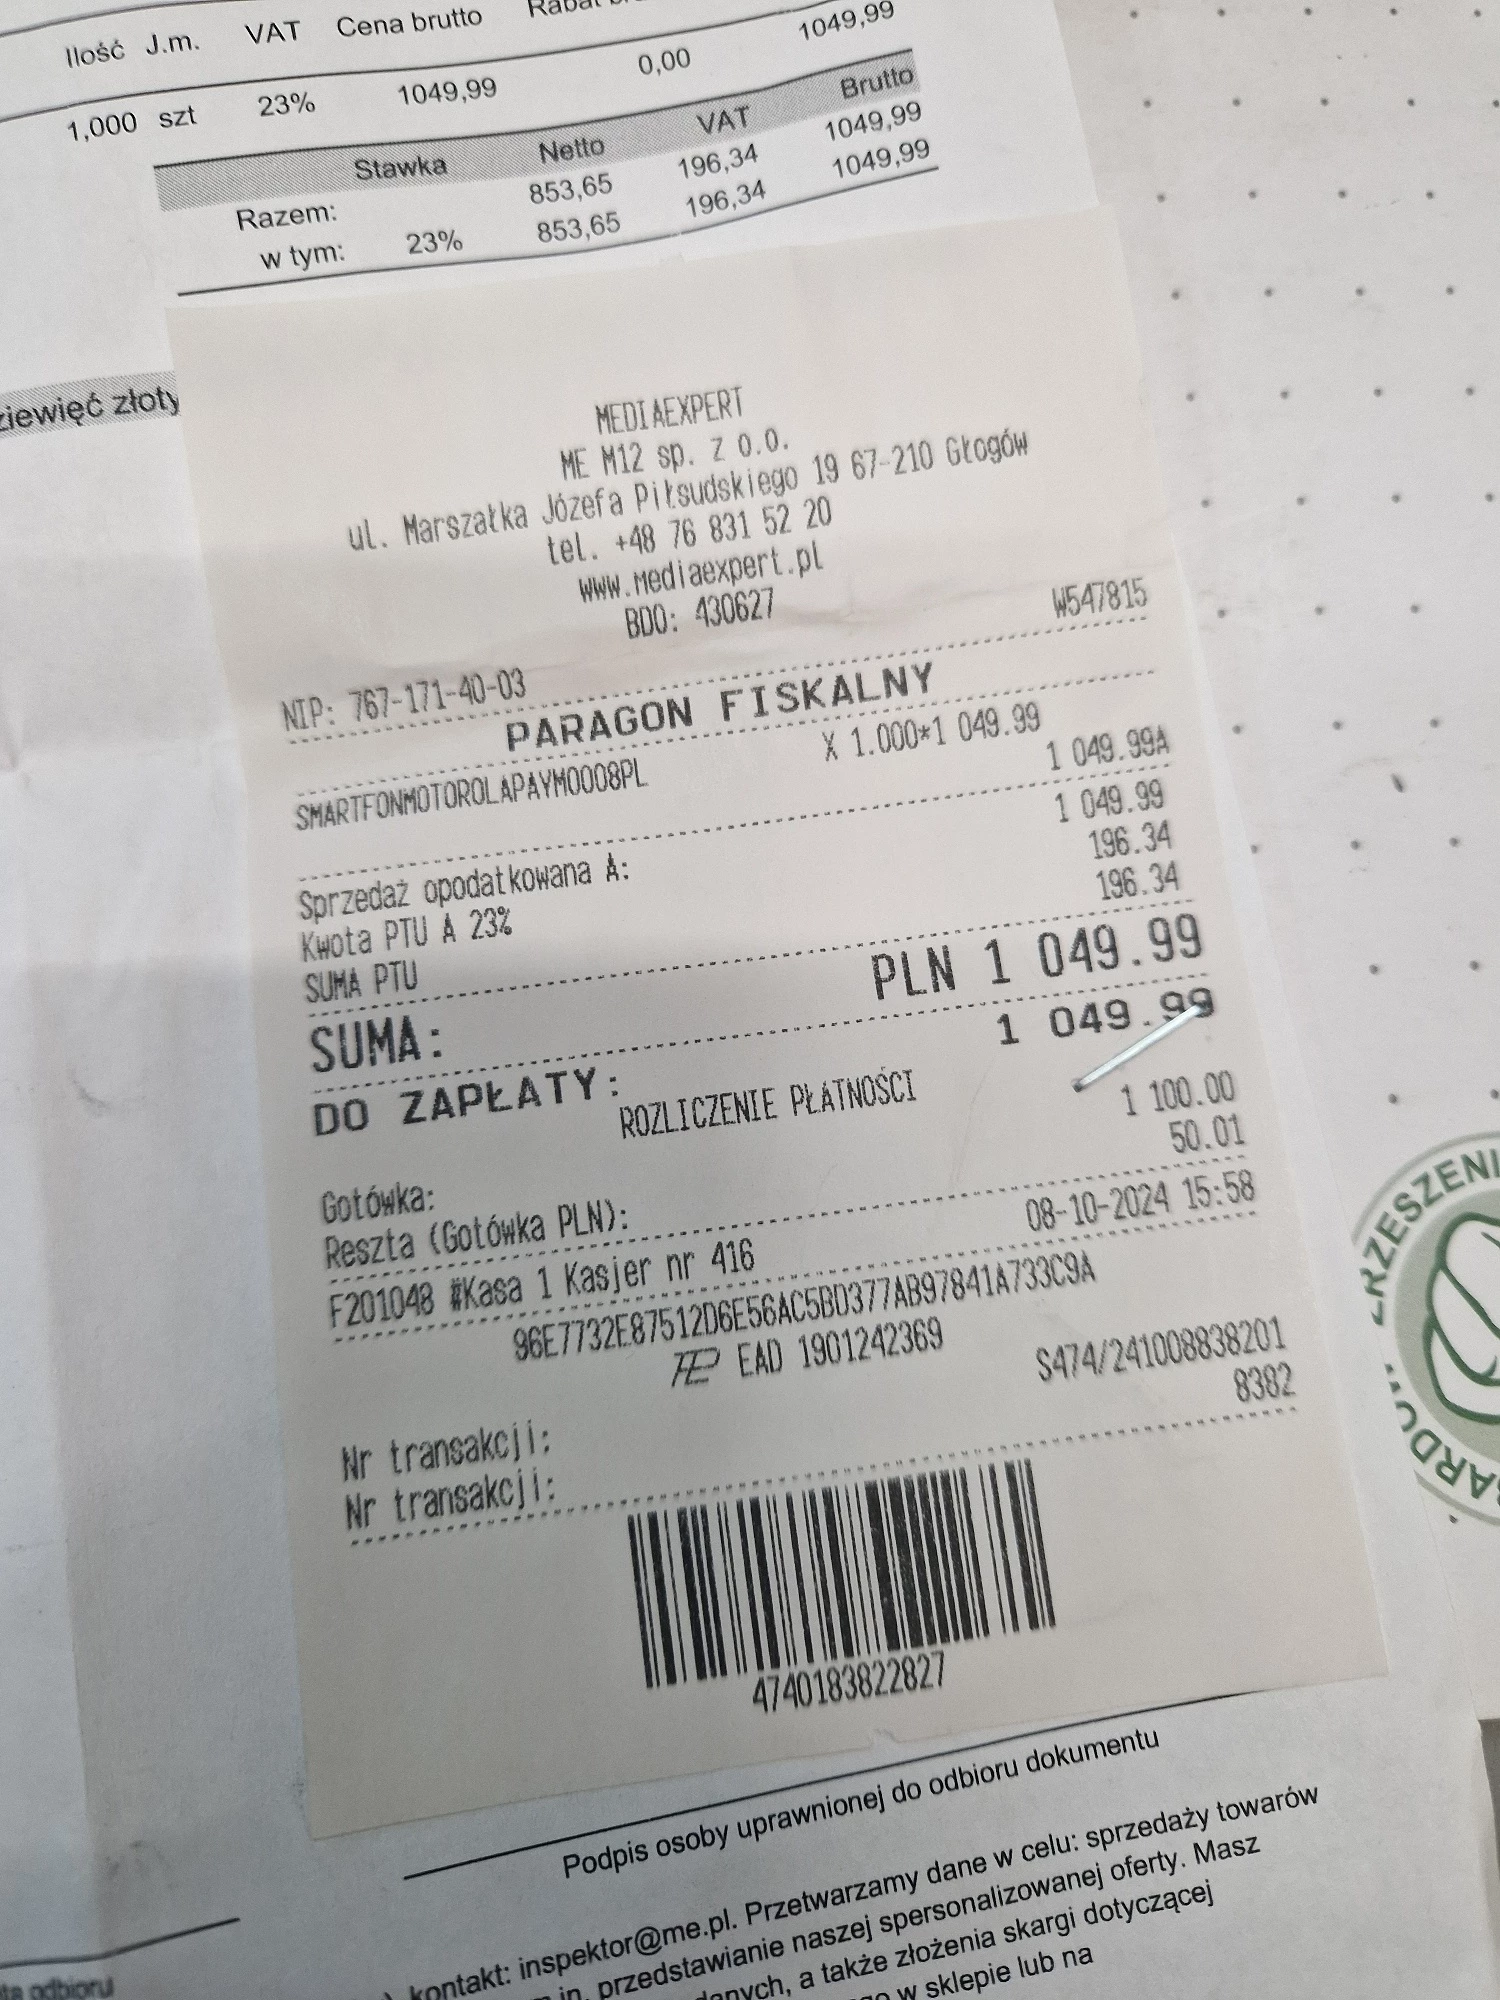 Ilość J.m. VAT Cena brutto Rabat
1,000 szt 23% 1049,99 0,00 1049,99
Stawka Netto VAT Brutto
Razem: 853,65 196,34 1049,99
w tym: 23% 853,65 196,34 1049,99
złoty
MEDIAEXPERT
ME M12 sp. z o.o.
ul. Marszałka Józefa Piłsudskiego 19 67-210 Głogów
tel. +48 76 831 52 20
www.mediaexpert.pl
BDO: 430627
NIP: 767-171-40-03 W547815
PARAGON FISKALNY
SMARTFONMOTOROLAPAYM0008PL X 1.000*1 049.99
1 049.99A
Sprzedaż opodatkowana A: 1 049.99
Kwota PTU A 23% 196.34
SUMA PTU 196.34
SUMA: PLN 1 049.99
DO ZAPŁATY: 1 049.99
ROZLICZENIE PŁATNOŚCI
Gotówka: 1 100.00
Reszta (Gotówka PLN): 50.01
F201048 #Kasa 1 Kasjer nr 416 08-10-2024 15:58
96E7732E87512D6E56AC5BD377AB97841A733C9A
EAD 1901242369
Nr transakcji: S474/241008838201
Nr transakcji: 8382
4740183822827
Podpis osoby uprawnionej do odbioru dokumentu
kontakt: inspektor@me.pl. Przetwarzamy dane w celu: sprzedaży towarów
in. przedstawianie naszej spersonalizowanej oferty. Masz
danych, a także złożenia skargi dotyczącej
w sklepie lub na
odbioru